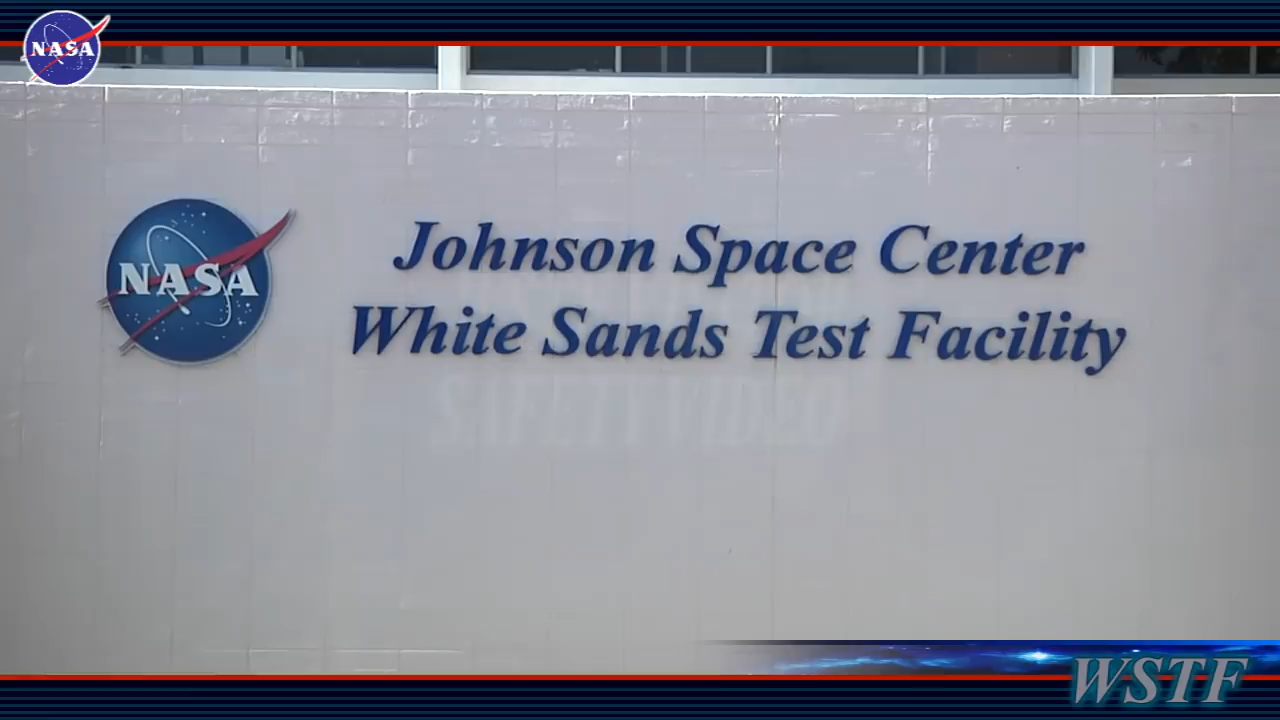 NASA
NASA
Johnson Space Center
White Sands Test Facility
SAFETY VIDEO
WSTF